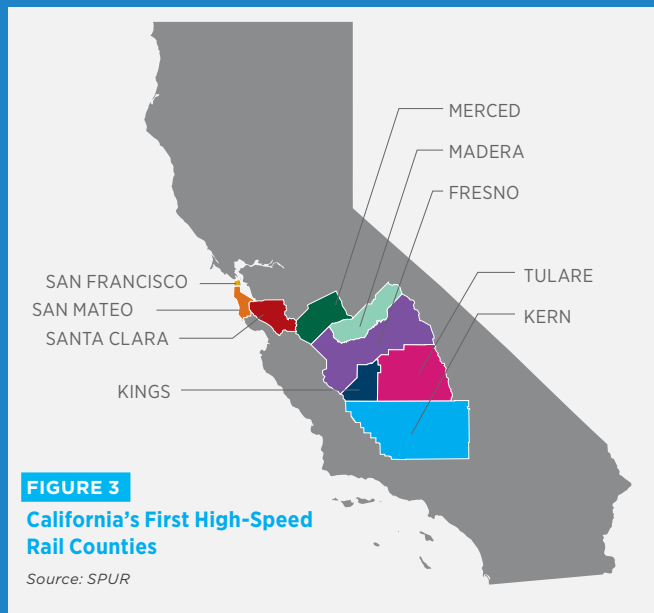 MERCED
MADERA
FRESNO
SAN FRANCISCO
TULARE
SAN MATEO
KERN
SANTA CLARA
KINGS
FIGURE 3
California's First High-Speed
Rail Counties
Source: SPUR